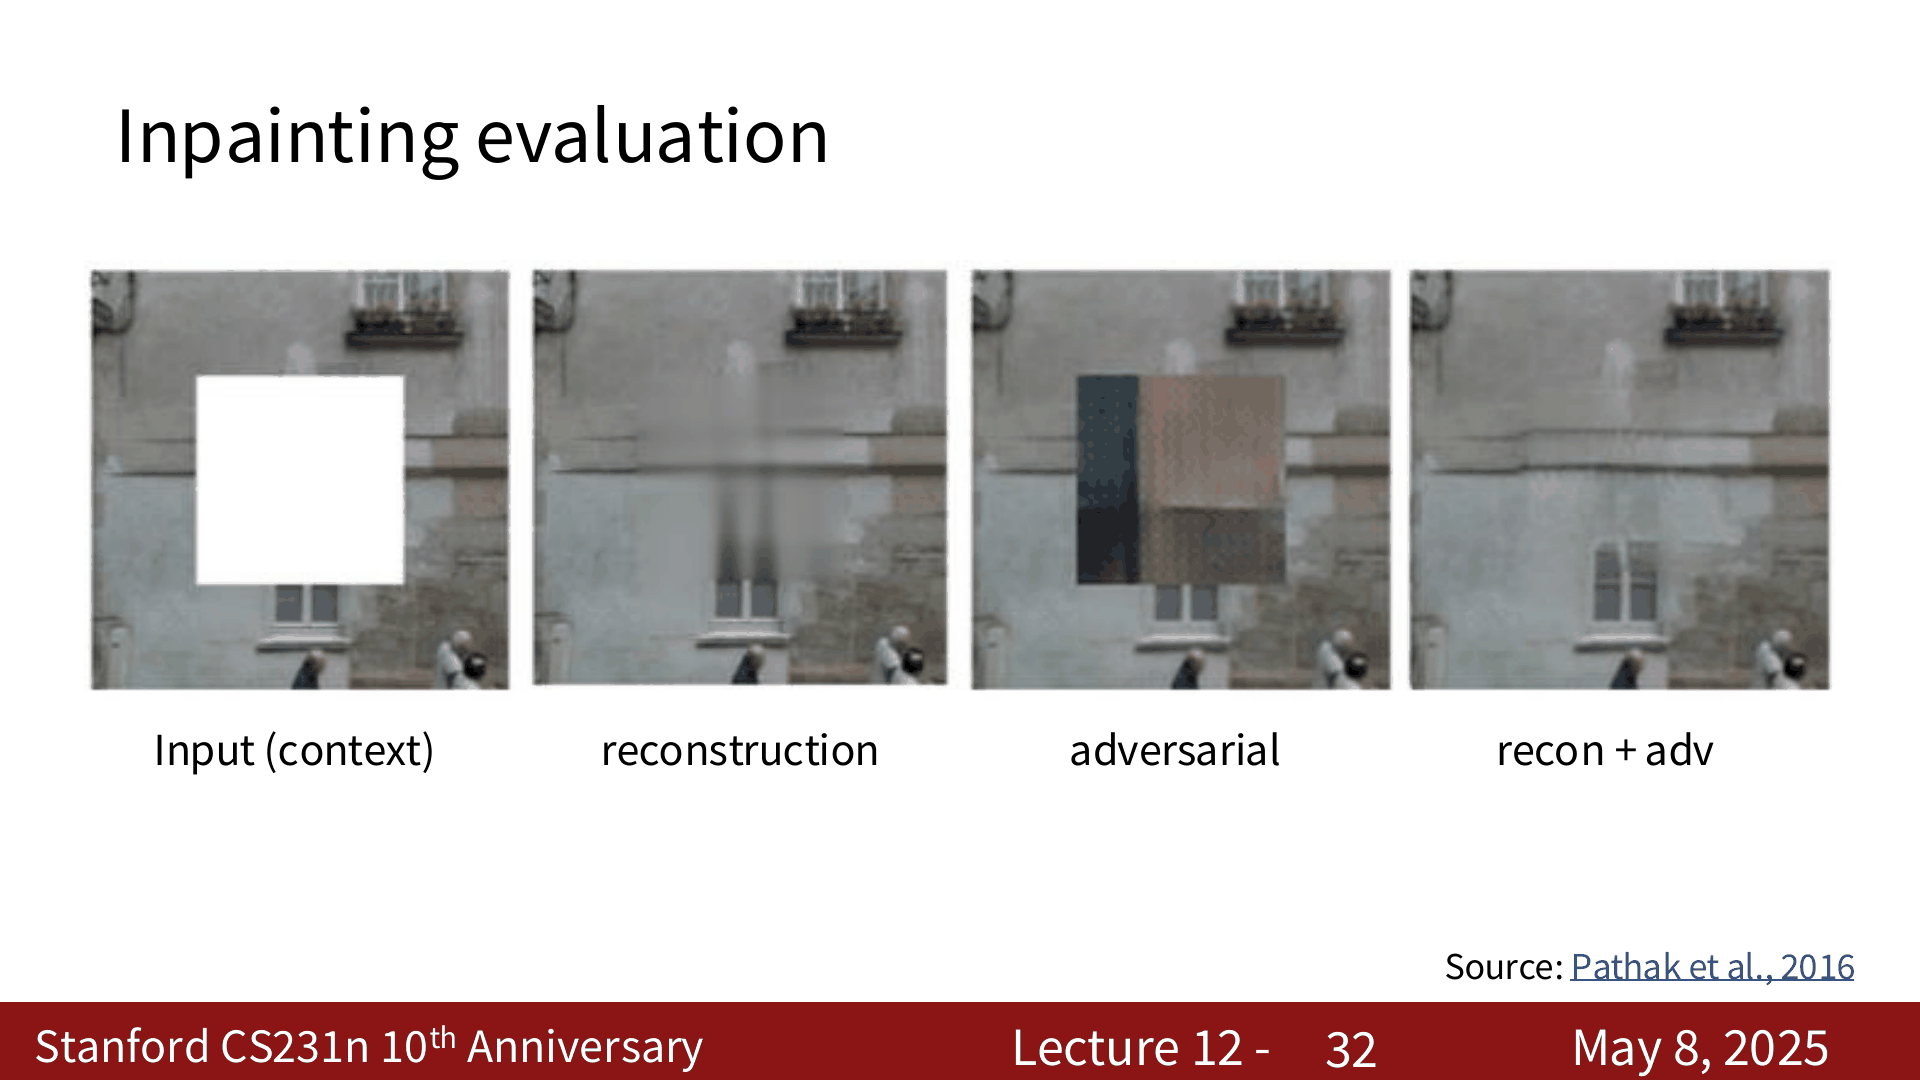 Inpainting evaluation
Input (context)
reconstruction
adversarial
recon + adv
Source: Pathak et al., 2016
Stanford CS231n 10th Anniversary
Lecture 12 - 32
May 8, 2025